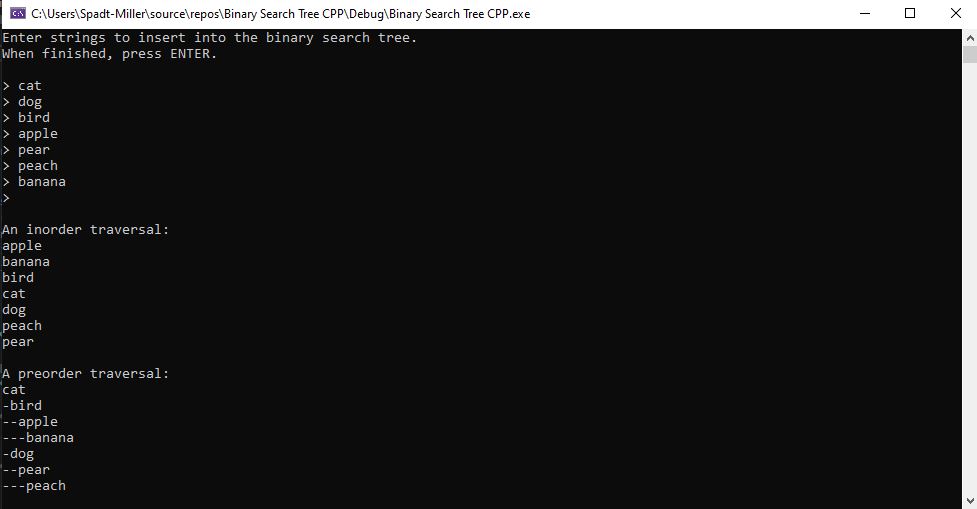 C:\Users\Spadt-Miller\source\repos\Binary Search Tree CPP\Debug\Binary Search Tree CPP.exe
Enter strings to insert into the binary search tree.
When finished, press ENTER.
> cat
> dog
> bird
> apple
> pear
> peach
> banana
>
An inorder traversal:
apple
banana
bird
cat
dog
peach
pear
A preorder traversal:
cat
-bird
--apple
---banana
-dog
--pear
---peach